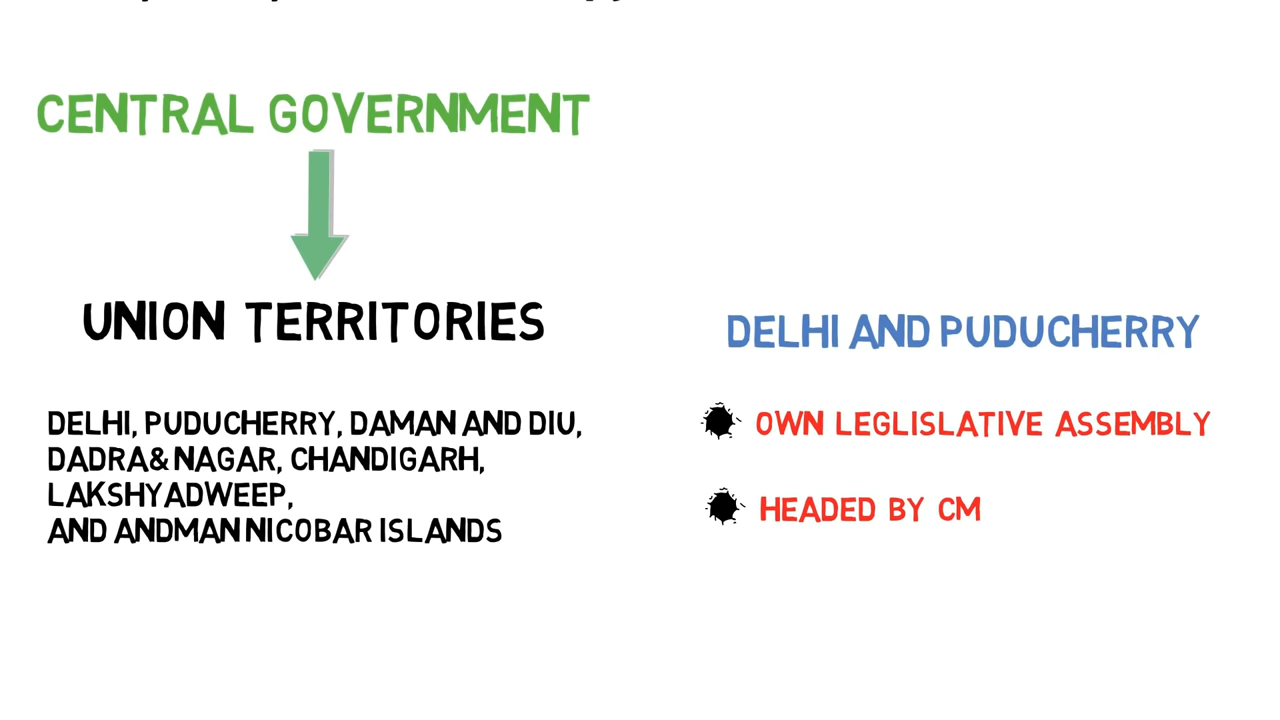 CENTRAL GOVERNMENT
UNION TERRITORIES
DELHI, PUDUCHERRY, DAMAN AND DIU,
DADRA& NAGAR, CHANDIGARH,
LAKSHYADWEEP,
AND ANDMAN NICOBAR ISLANDS
DELHI AND PUDUCHERRY
OWN LEGLISLATIVE ASSEMBLY
HEADED BY CM